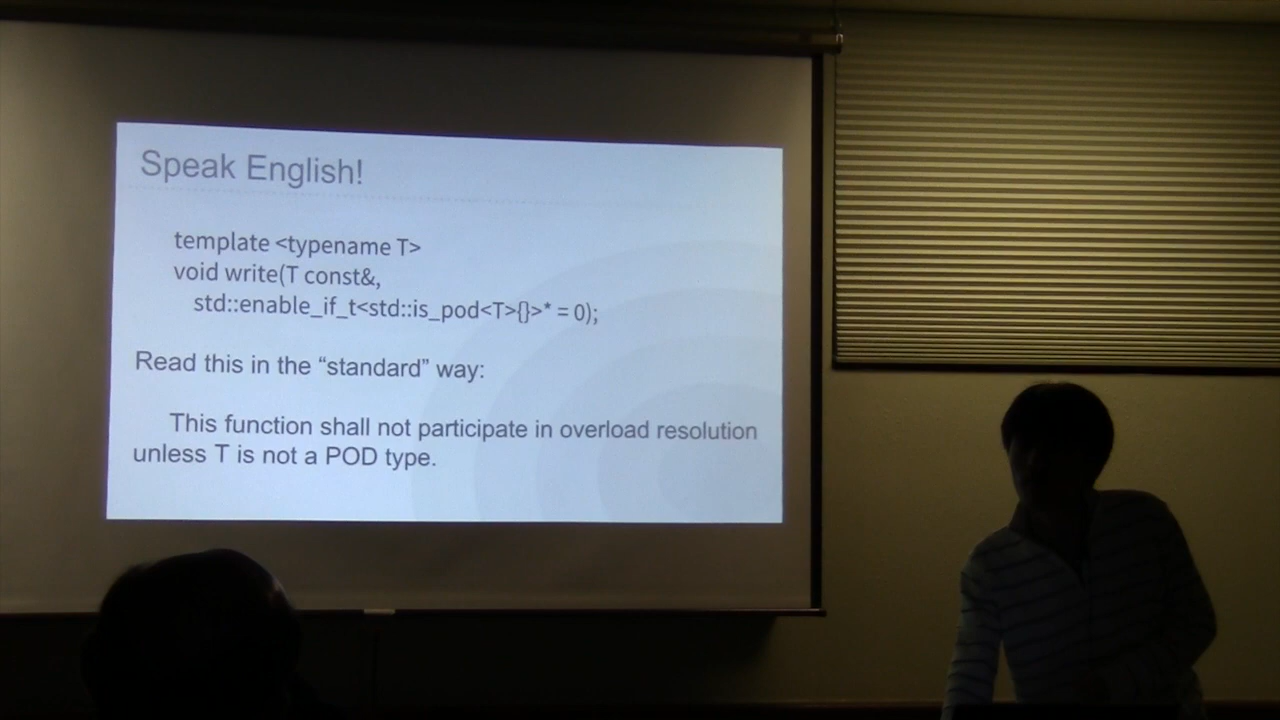 Speak English!
template <typename T>
void write(T const&,
std::enable_if_t<std::is_pod<T>{}>* = 0);
Read this in the “standard” way:
This function shall not participate in overload resolution
unless T is not a POD type.